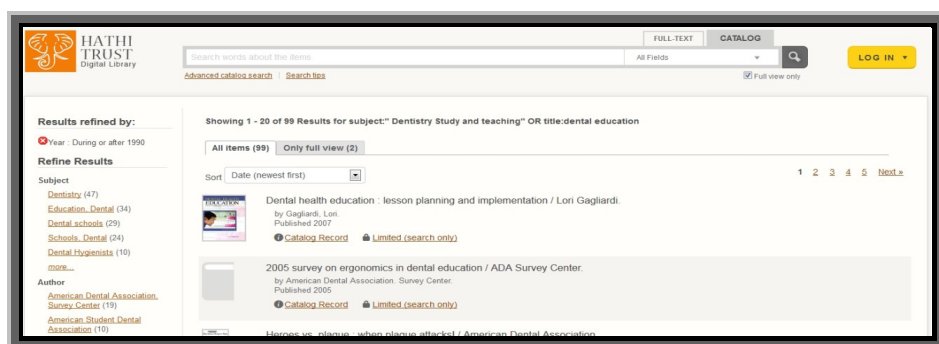 HATHI
TRUST
Digital Library
FULL-TEXT CATALOG
Search words about the items All Fields
LOG IN
Advanced catalog search | Search tips Full view only
Results refined by:
Year : During or after 1990
Refine Results
Subject
Dentistry (47)
Education, Dental (34)
Dental schools (29)
Schools, Dental (24)
Dental Hygienists (10)
more...
Author
American Dental Association.
Survey Center (19)
American Student Dental
Association (10)
Showing 1 - 20 of 99 Results for subject:" Dentistry Study and teaching" OR title:dental education
All items (99) Only full view (2)
Sort Date (newest first)
1 2 3 4 5 Next »
EDUCATION
Dental health education : lesson planning and implementation / Lori Gagliardi.
by Gagliardi, Lori.
Published 2007
Catalog Record Limited (search only)
2005 survey on ergonomics in dental education / ADA Survey Center.
by American Dental Association. Survey Center.
Published 2005
Catalog Record Limited (search only)
Heroes vs. plaque : when plaque attacks! / American Dental Association